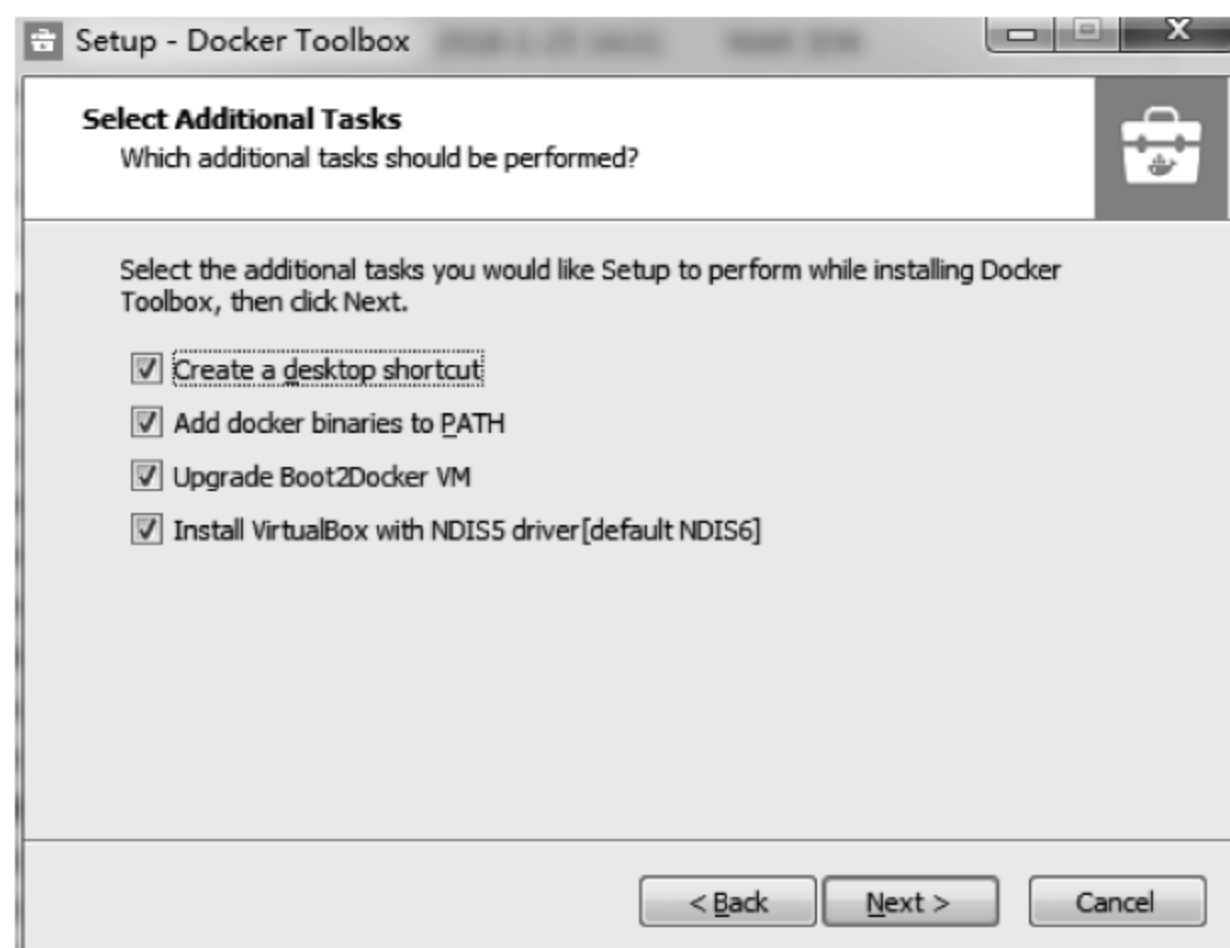 Setup - Docker Toolbox
Select Additional Tasks
Which additional tasks should be performed?
Select the additional tasks you would like Setup to perform while installing Docker
Toolbox, then click Next.
Create a desktop shortcut
Add docker binaries to PATH
Upgrade Boot2Docker VM
Install VirtualBox with NDIS5 driver[default NDIS6]
< Back
Next >
Cancel